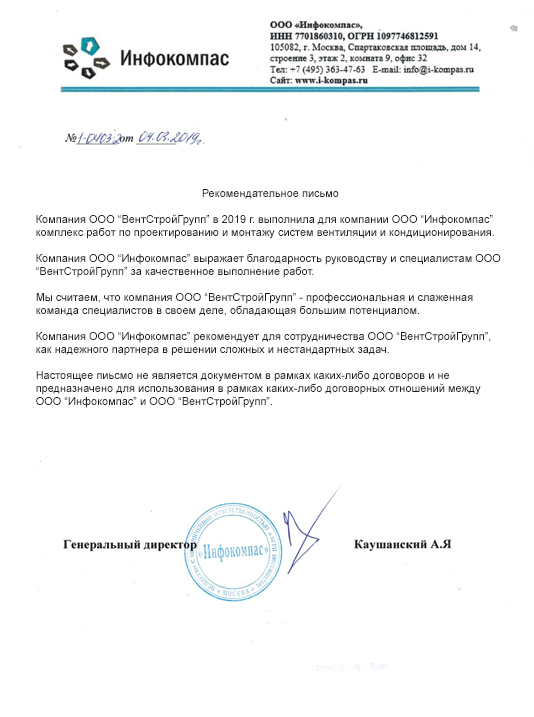 Инфокомпас
ООО «Инфокомпас»,
ИНН 7701860310, ОГРН 1097746812591
105082, г. Москва, Спартаковская площадь, дом 14,
строение 3, этаж 2, комната 9, офис 32
Тел: +7 (495) 363-47-63 E-mail: info@i-kompas.ru
Сайт: www.i-kompas.ru
№1-0403-2 от 04.03.2019г.
Рекомендательное письмо
Компания ООО “ВентСтройГрупп” в 2019 г. выполнила для компании ООО “Инфокомпас”
комплекс работ по проектированию и монтажу систем вентиляции и кондиционирования.
Компания ООО “Инфокомпас” выражает благодарность руководству и специалистам ООО
“ВентСтройГрупп” за качественное выполнение работ.
Мы считаем, что компания ООО “ВентСтройГрупп” - профессиональная и слаженная
команда специалистов в своем деле, обладающая большим потенциалом.
Компания ООО “Инфокомпас” рекомендует для сотрудничества ООО “ВентСтройГрупп”,
как надежного партнера в решении сложных и нестандартных задач.
Настоящее пиьсмо не является документом в рамках каких-либо договоров и не
предназначено для использования в рамках каких-либо договорных отношений между
ООО “Инфокомпас” и ООО “ВентСтройГрупп”.
Генеральный директор
«Инфокомпас»
МОСКВА
Каушанский А.Я